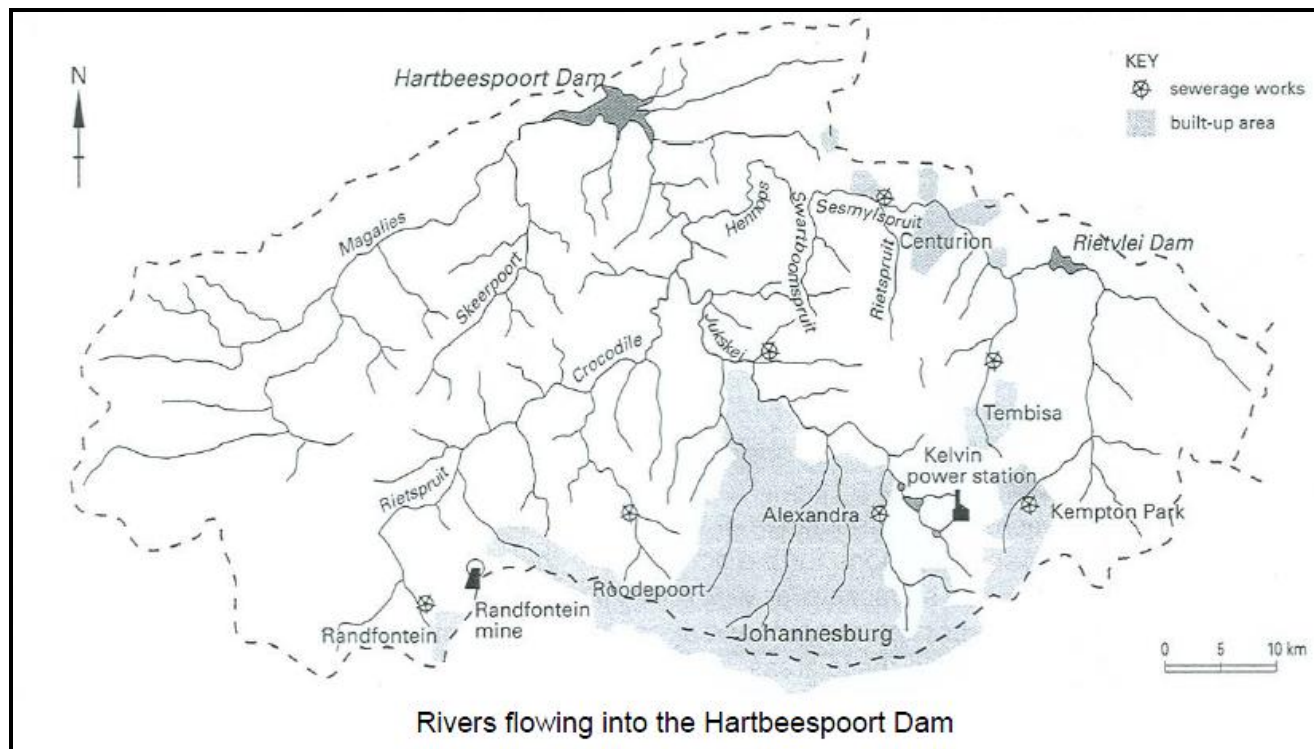 N
Hartbeespoort Dam
KEY
sewerage works
built-up area
Magalies
Skeerpoort
Crocodile
Hennops
Swartboomspruit
Sesmylspruit
Centurion
Rietvlei Dam
Rietspruit
Jukskei
Tembisa
Kelvin
power station
Kempton Park
Alexandra
Rietspruit
Roodepoort
Randfontein
Randfontein
mine
Johannesburg
0 5 10 km
Rivers flowing into the Hartbeespoort Dam